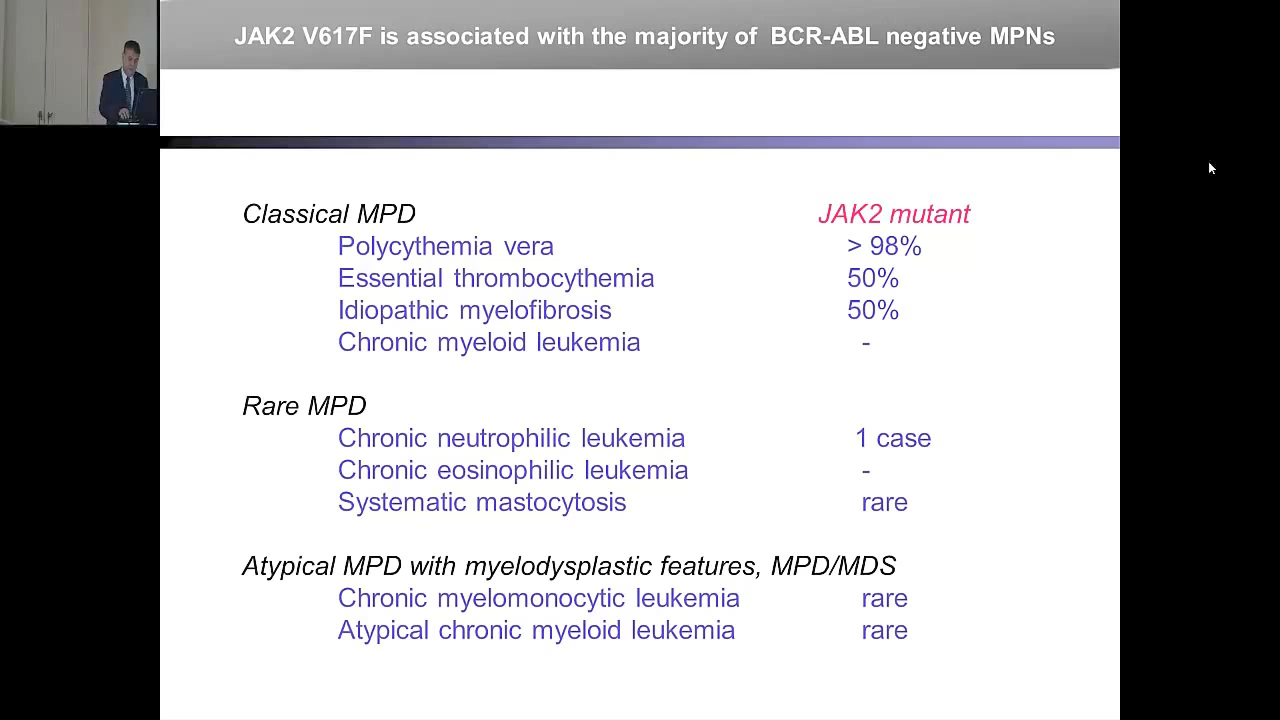 JAK2 V617F is associated with the majority of BCR-ABL negative MPNs
Classical MPD JAK2 mutant
Polycythemia vera > 98%
Essential thrombocythemia 50%
Idiopathic myelofibrosis 50%
Chronic myeloid leukemia -
Rare MPD
Chronic neutrophilic leukemia 1 case
Chronic eosinophilic leukemia -
Systematic mastocytosis rare
Atypical MPD with myelodysplastic features, MPD/MDS
Chronic myelomonocytic leukemia rare
Atypical chronic myeloid leukemia rare